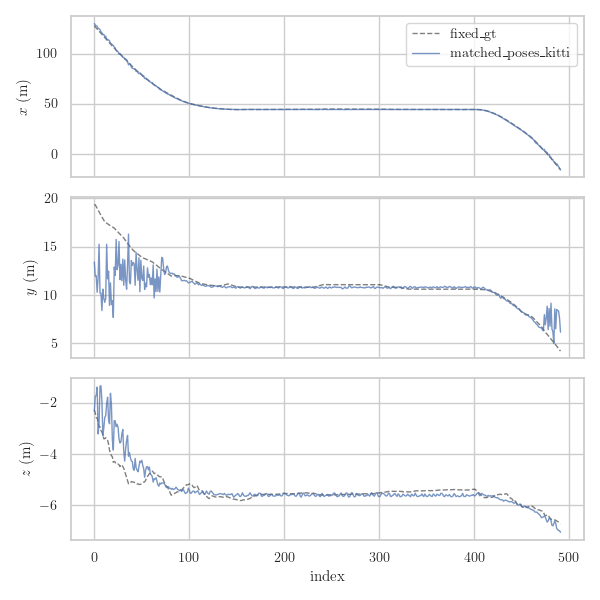 fixed_gt
matched_poses_kitti
100
50
0
x (m)
20
15
10
5
y (m)
−2
−4
−6
z (m)
0 100 200 300 400 500
index